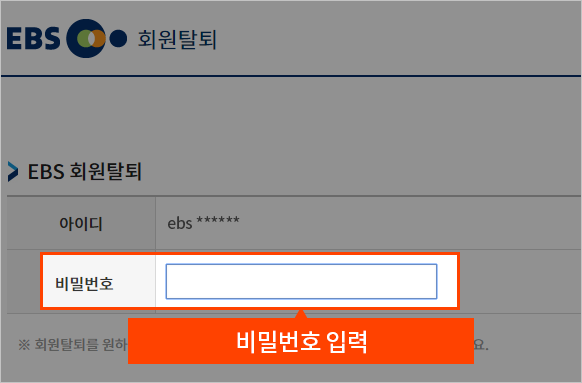 EBS 회원탈퇴
EBS 회원탈퇴
아이디 ebs ******
비밀번호
비밀번호 입력
※ 회원탈퇴를 원하 요.